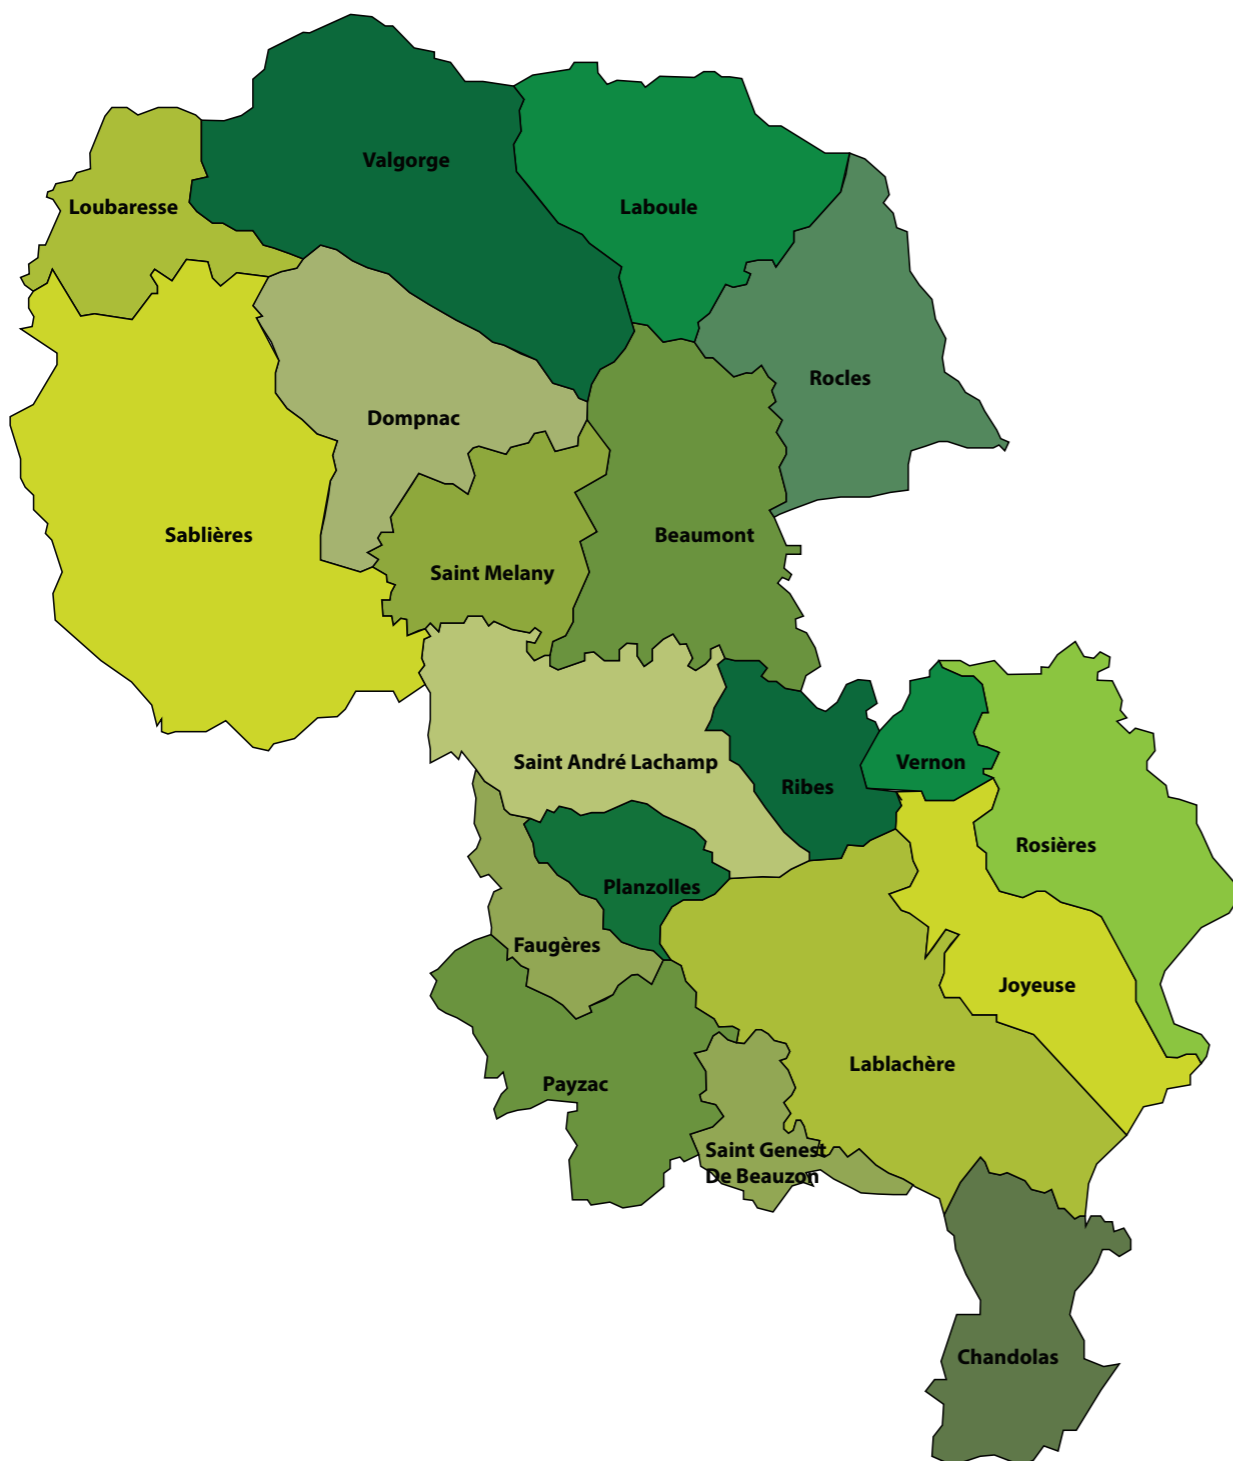 Valgorge
Loubaresse
Laboule
Rocles
Dompnac
Sablières
Beaumont
Saint Melany
Saint André Lachamp
Vernon
Ribes
Rosières
Planzolles
Faugères
Joyeuse
Lablachère
Payzac
Saint Genest
De Beauzon
Chandolas